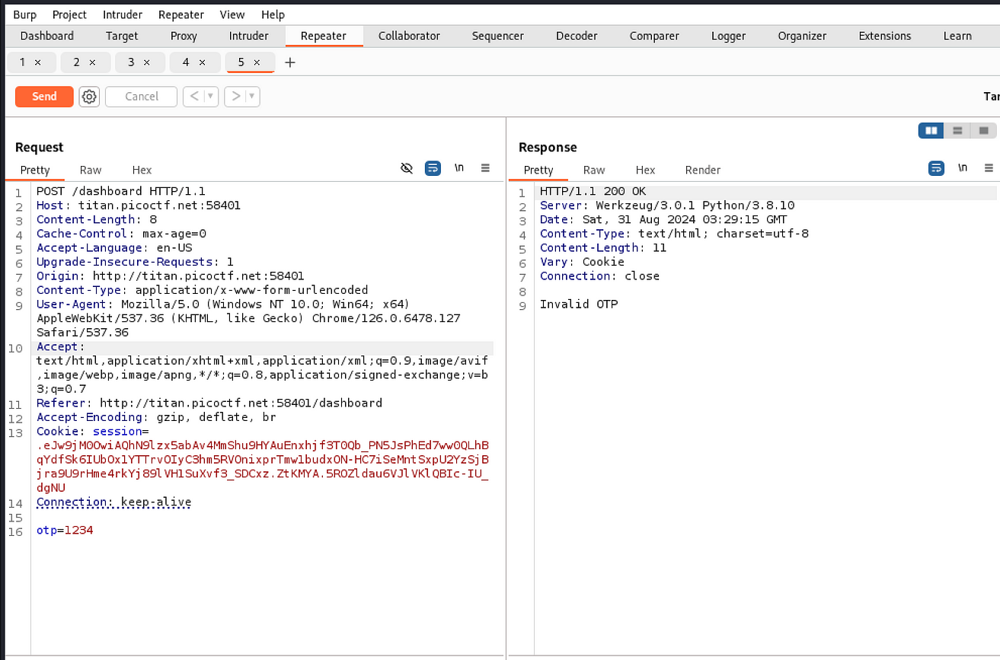 Burp Project Intruder Repeater View Help
Dashboard Target Proxy Intruder Repeater Collaborator Sequencer Decoder Comparer Logger Organizer Extensions Learn
1 × 2 × 3 × 4 × 5 × +
Send Cancel < ▾ > ▾ Tar
Request
Pretty Raw Hex \n
1 POST /dashboard HTTP/1.1
2 Host: titan.picoctf.net:58401
3 Content-Length: 8
4 Cache-Control: max-age=0
5 Accept-Language: en-US
6 Upgrade-Insecure-Requests: 1
7 Origin: http://titan.picoctf.net:58401
8 Content-Type: application/x-www-form-urlencoded
9 User-Agent: Mozilla/5.0 (Windows NT 10.0; Win64; x64)
AppleWebKit/537.36 (KHTML, like Gecko) Chrome/126.0.6478.127
Safari/537.36
10 Accept:
text/html,application/xhtml+xml,application/xml;q=0.9,image/avif
,image/webp,image/apng,*/*;q=0.8,application/signed-exchange;v=b
3;q=0.7
11 Referer: http://titan.picoctf.net:58401/dashboard
12 Accept-Encoding: gzip, deflate, br
13 Cookie: session=
.eJw9jM0OwiAQhN9lzx5abAv4MmShu9HYAuEnxhjf3T0Qb_PN5JsPhEd7ww0QLhB
qYdfSk6IUbOx1YTTrvOIyC3hm5RVOnixprTmw1budxON-HC7iSeMntSxpU2YzSjB
jra9U9rHme4rkYj89lVH1SuXvf3_SDCxz.ZtKMYA.5ROZldau6VJlVKlQBIc-IU_
dgNU
14 Connection: keep-alive
15
16 otp=1234
Response
Pretty Raw Hex Render \n
1 HTTP/1.1 200 OK
2 Server: Werkzeug/3.0.1 Python/3.8.10
3 Date: Sat, 31 Aug 2024 03:29:15 GMT
4 Content-Type: text/html; charset=utf-8
5 Content-Length: 11
6 Vary: Cookie
7 Connection: close
8
9 Invalid OTP